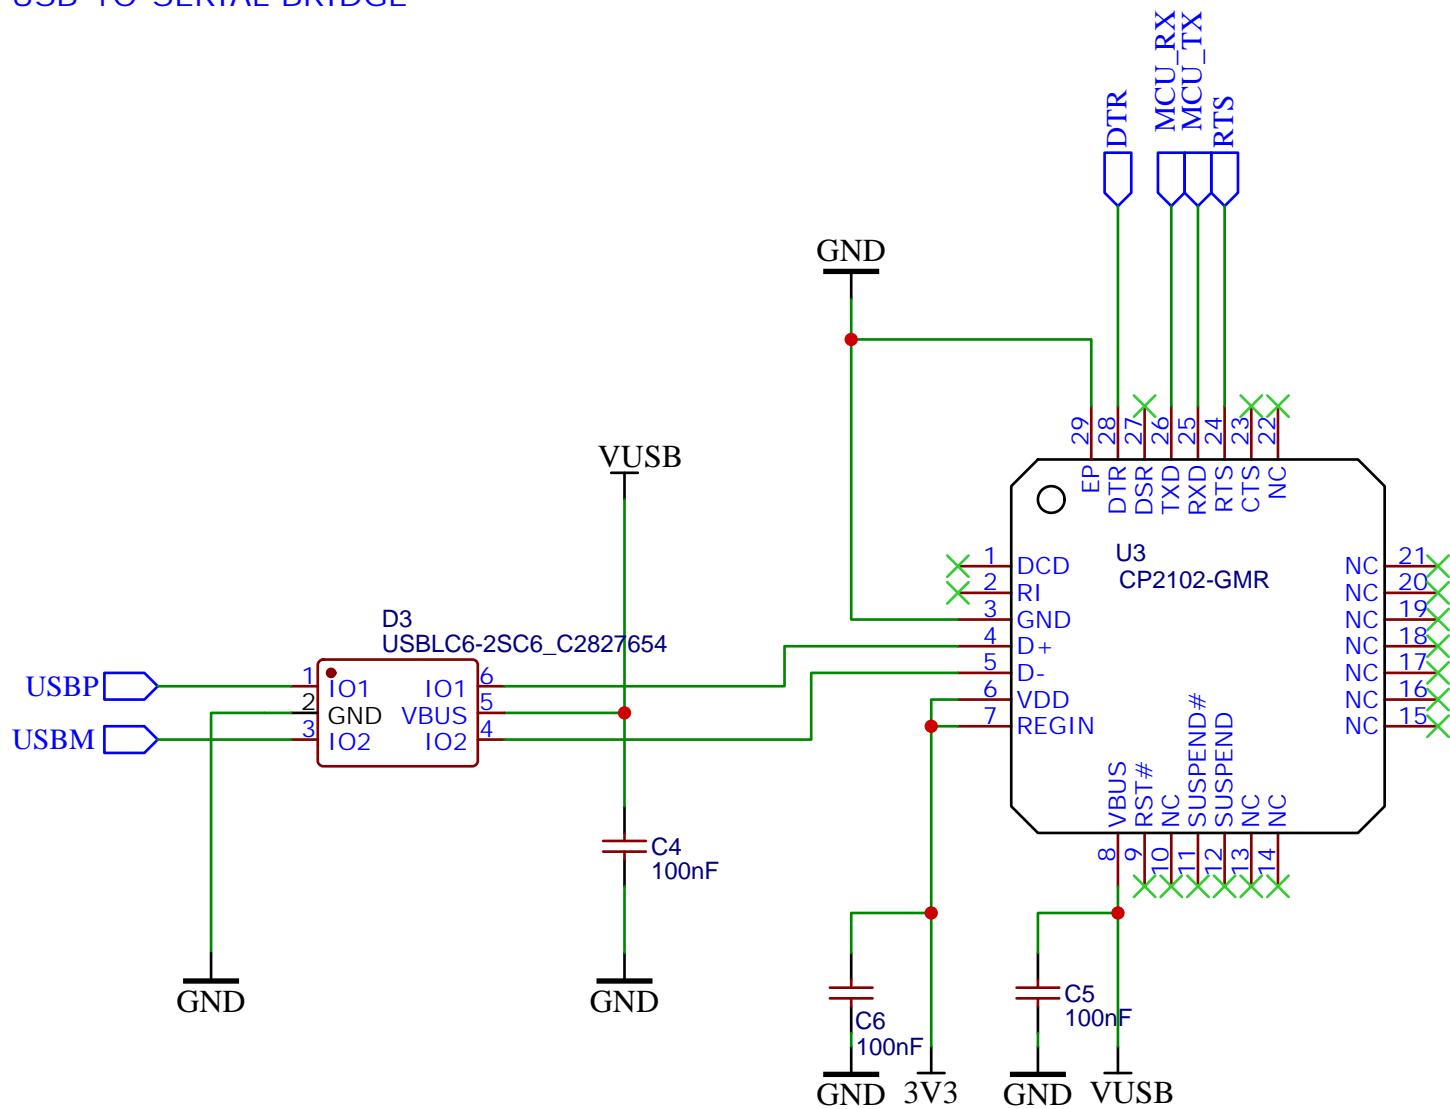 USB-TO-SERIAL BRIDGE
DTR
MCU_RX
MCU_TX
RTS
GND
29
28
27
26
25
24
23
22
EP
DTR
DSR
TXD
RXD
RTS
CTS
NC
VUSB
U3
CP2102-GMR
1 DCD
2 RI
3 GND
4 D+
5 D-
6 VDD
7 REGIN
NC 21
NC 20
NC 19
NC 18
NC 17
NC 16
NC 15
D3
USBLC6-2SC6_C2827654
USBP
USBM
1 IO1
2 GND
3 IO2
IO1 6
VBUS 5
IO2 4
VBUS
RST#
NC
SUSPEND#
SUSPEND
NC
NC
8
9
10
11
12
13
14
C4
100nF
GND
GND
C6
100nF
C5
100nF
GND
3V3
GND
VUSB